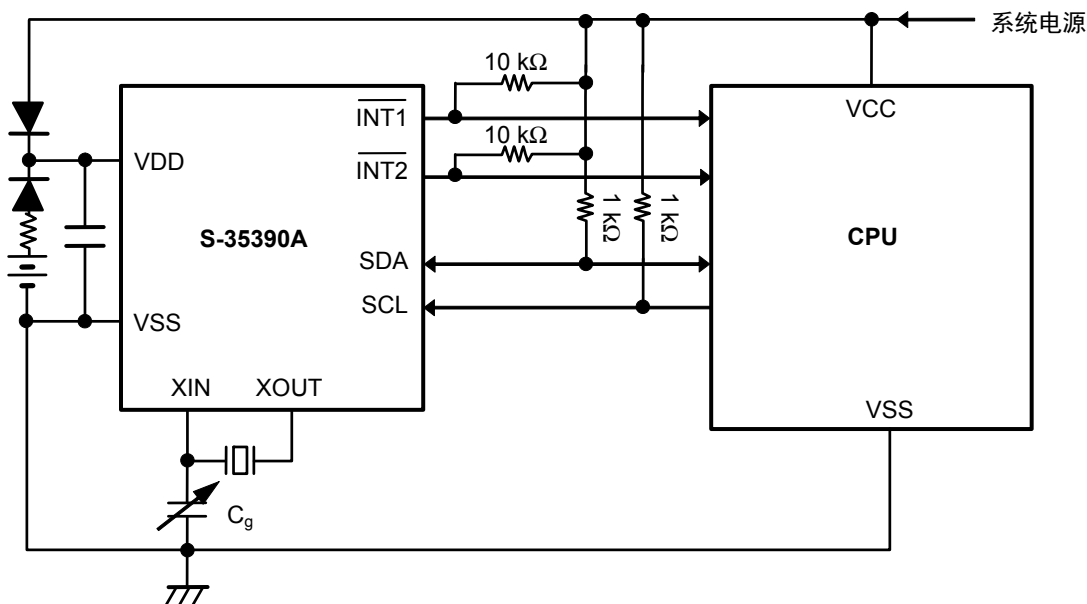 系统电源
10 kΩ
INT1
VCC
10 kΩ
VDD
INT2
1 kΩ
1 kΩ
S-35390A
CPU
SDA
SCL
VSS
XIN
XOUT
VSS
Cg